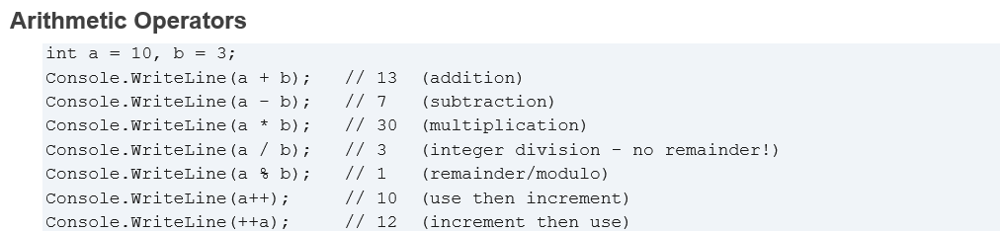 Arithmetic Operators
int a = 10, b = 3;
Console.WriteLine(a + b);   // 13  (addition)
Console.WriteLine(a – b);   // 7   (subtraction)
Console.WriteLine(a * b);   // 30  (multiplication)
Console.WriteLine(a / b);   // 3   (integer division – no remainder!)
Console.WriteLine(a % b);   // 1   (remainder/modulo)
Console.WriteLine(a++);     // 10  (use then increment)
Console.WriteLine(++a);     // 12  (increment then use)